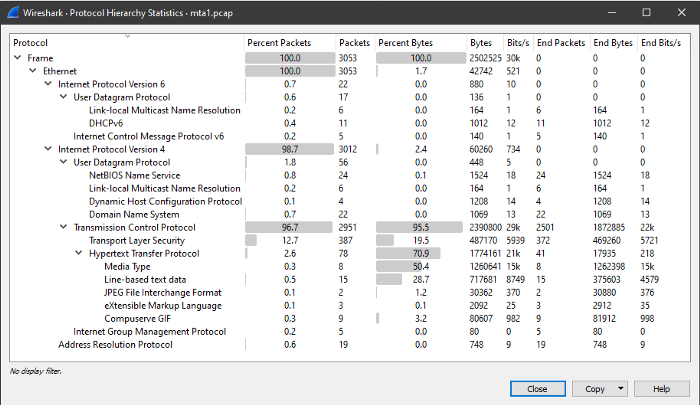 Wireshark · Protocol Hierarchy Statistics · mta1.pcap
Protocol Percent Packets Packets Percent Bytes Bytes Bits/s End Packets End Bytes End Bits/s
Frame 100.0 3053 100.0 2502525 30k 0 0 0
Ethernet 100.0 3053 1.7 42742 521 0 0 0
Internet Protocol Version 6 0.7 22 0.0 880 10 0 0 0
User Datagram Protocol 0.6 17 0.0 136 1 0 0 0
Link-local Multicast Name Resolution 0.2 6 0.0 164 1 6 164 1
DHCPv6 0.4 11 0.0 1012 12 11 1012 12
Internet Control Message Protocol v6 0.2 5 0.0 140 1 5 140 1
Internet Protocol Version 4 98.7 3012 2.4 60260 734 0 0 0
User Datagram Protocol 1.8 56 0.0 448 5 0 0 0
NetBIOS Name Service 0.8 24 0.1 1524 18 24 1524 18
Link-local Multicast Name Resolution 0.2 6 0.0 164 1 6 164 1
Dynamic Host Configuration Protocol 0.1 4 0.0 1208 14 4 1208 14
Domain Name System 0.7 22 0.0 1069 13 22 1069 13
Transmission Control Protocol 96.7 2951 95.5 2390800 29k 2501 1872885 22k
Transport Layer Security 12.7 387 19.5 487170 5939 372 469260 5721
Hypertext Transfer Protocol 2.6 78 70.9 1774161 21k 41 17935 218
Media Type 0.3 8 50.4 1260641 15k 8 1262398 15k
Line-based text data 0.5 15 28.7 717681 8749 15 375603 4579
JPEG File Interchange Format 0.1 2 1.2 30362 370 2 30880 376
eXtensible Markup Language 0.1 3 0.1 2092 25 3 2912 35
Compuserve GIF 0.3 9 3.2 80607 982 9 81912 998
Internet Group Management Protocol 0.2 5 0.0 80 0 5 80 0
Address Resolution Protocol 0.6 19 0.0 748 9 19 748 9
No display filter.
Close Copy Help